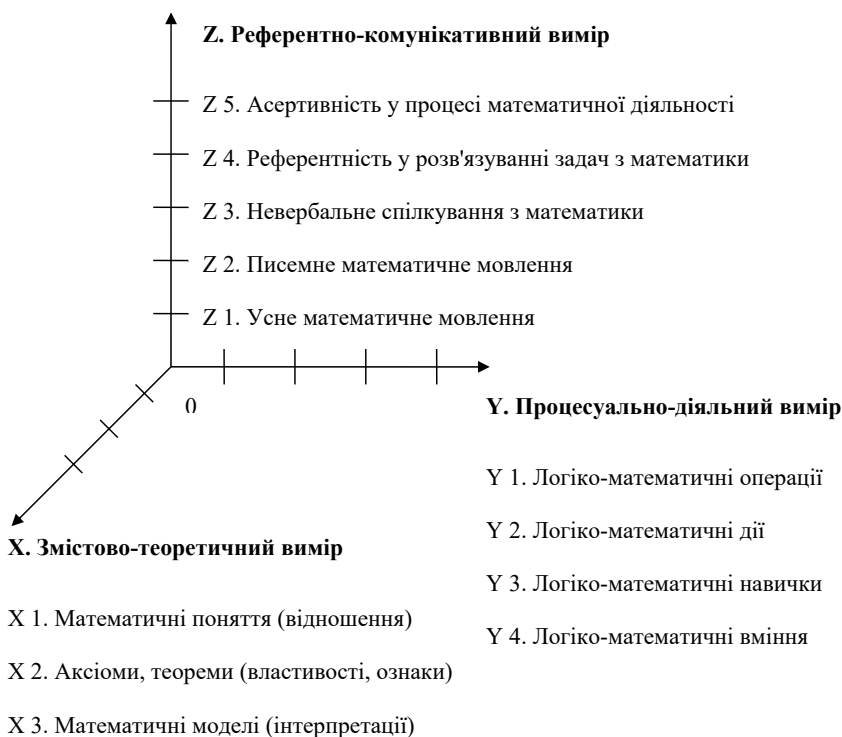 Z. Референтно-комунікативний вимір
Z 5. Асертивність у процесі математичної діяльності
Z 4. Референтність у розв'язуванні задач з математики
Z 3. Невербальне спілкування з математики
Z 2. Писемне математичне мовлення
Z 1. Усне математичне мовлення
0
Y. Процесуально-діяльний вимір
Y 1. Логіко-математичні операції
Y 2. Логіко-математичні дії
Y 3. Логіко-математичні навички
Y 4. Логіко-математичні вміння
X. Змістово-теоретичний вимір
X 1. Математичні поняття (відношення)
X 2. Аксіоми, теореми (властивості, ознаки)
X 3. Математичні моделі (інтерпретації)